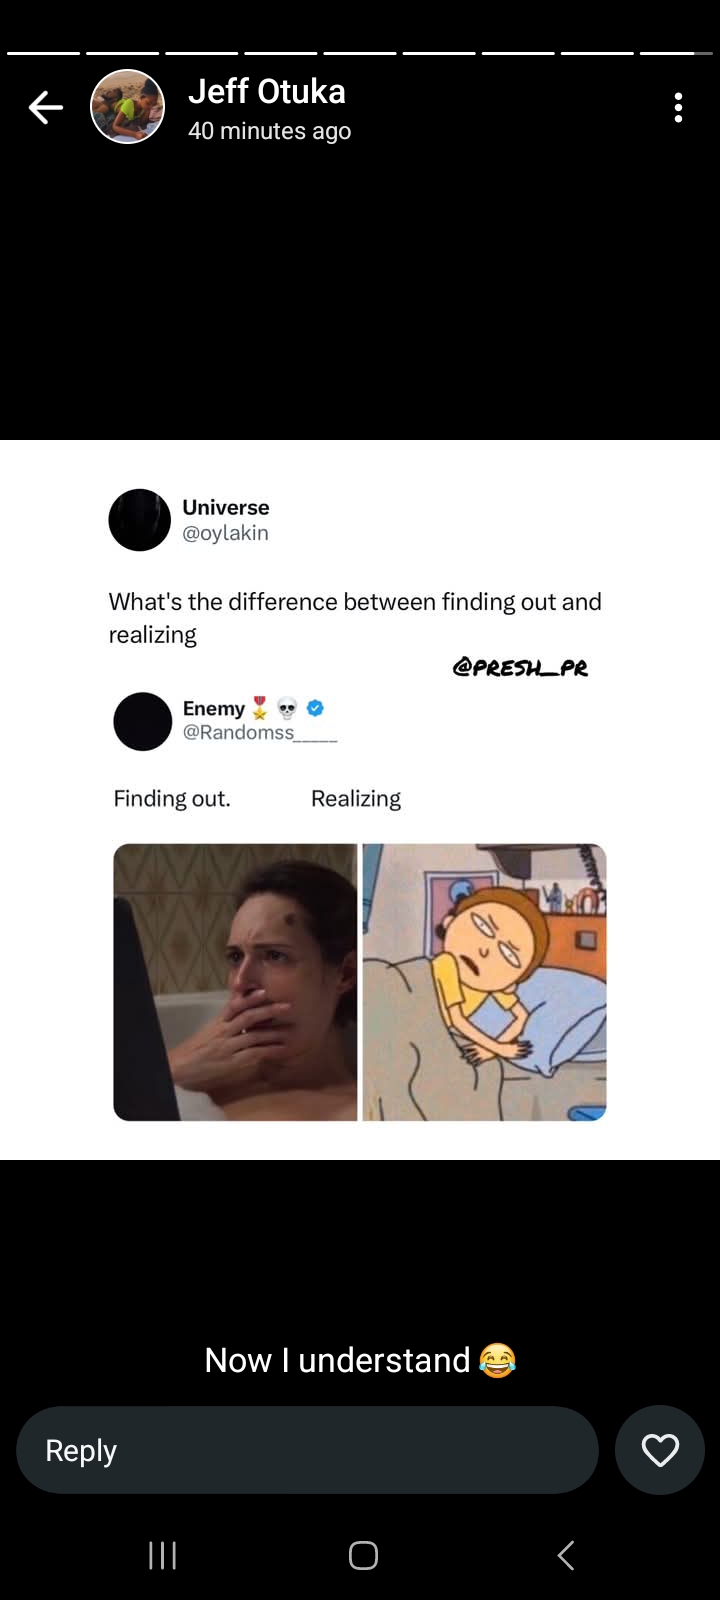 Jeff Otuka
40 minutes ago
Universe
@oylakin
What's the difference between finding out and
realizing
@PRESH_PR
Enemy🎖️💀
@Randomss_____
Finding out. Realizing
Now I understand 😂
Reply